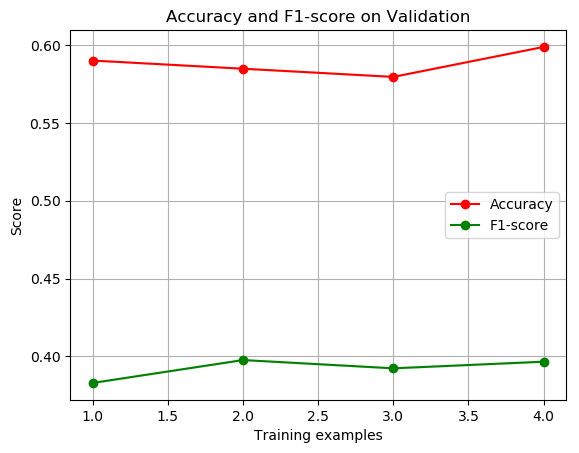 Accuracy and F1-score on Validation
0.60
0.55
0.50
0.45
0.40
Score
Accuracy
F1-score
1.0 1.5 2.0 2.5 3.0 3.5 4.0
Training examples